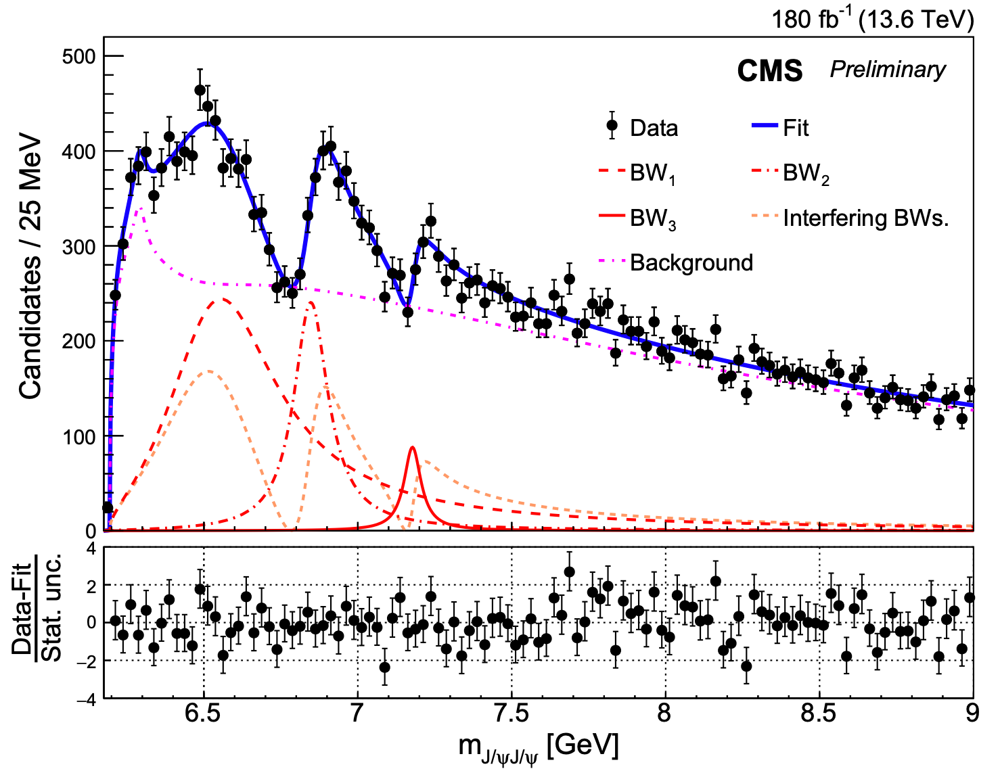 180 fb⁻¹ (13.6 TeV)
CMS Preliminary
Data
Fit
BW₁
BW₂
BW₃
Interfering BWs.
Background
Candidates / 25 MeV
500
400
300
200
100
0
Data-Fit
Stat. unc.
4
2
0
−2
−4
6.5 7 7.5 8 8.5 9
m_J/ψJ/ψ [GeV]